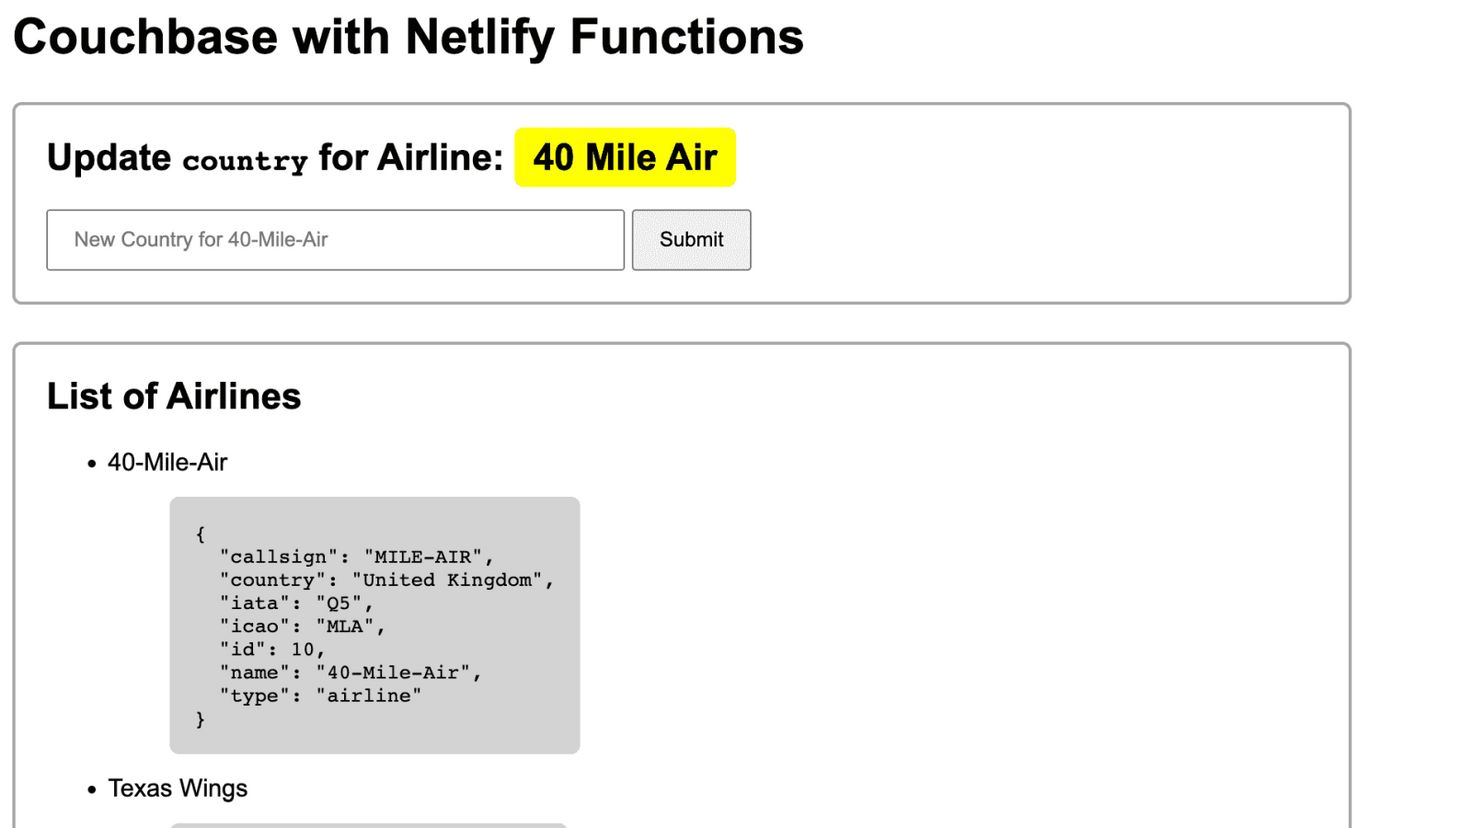 Couchbase with Netlify Functions
Update country for Airline: 40 Mile Air
New Country for 40-Mile-Air Submit
List of Airlines
• 40-Mile-Air
{
  "callsign": "MILE-AIR",
  "country": "United Kingdom",
  "iata": "Q5",
  "icao": "MLA",
  "id": 10,
  "name": "40-Mile-Air",
  "type": "airline"
}
• Texas Wings